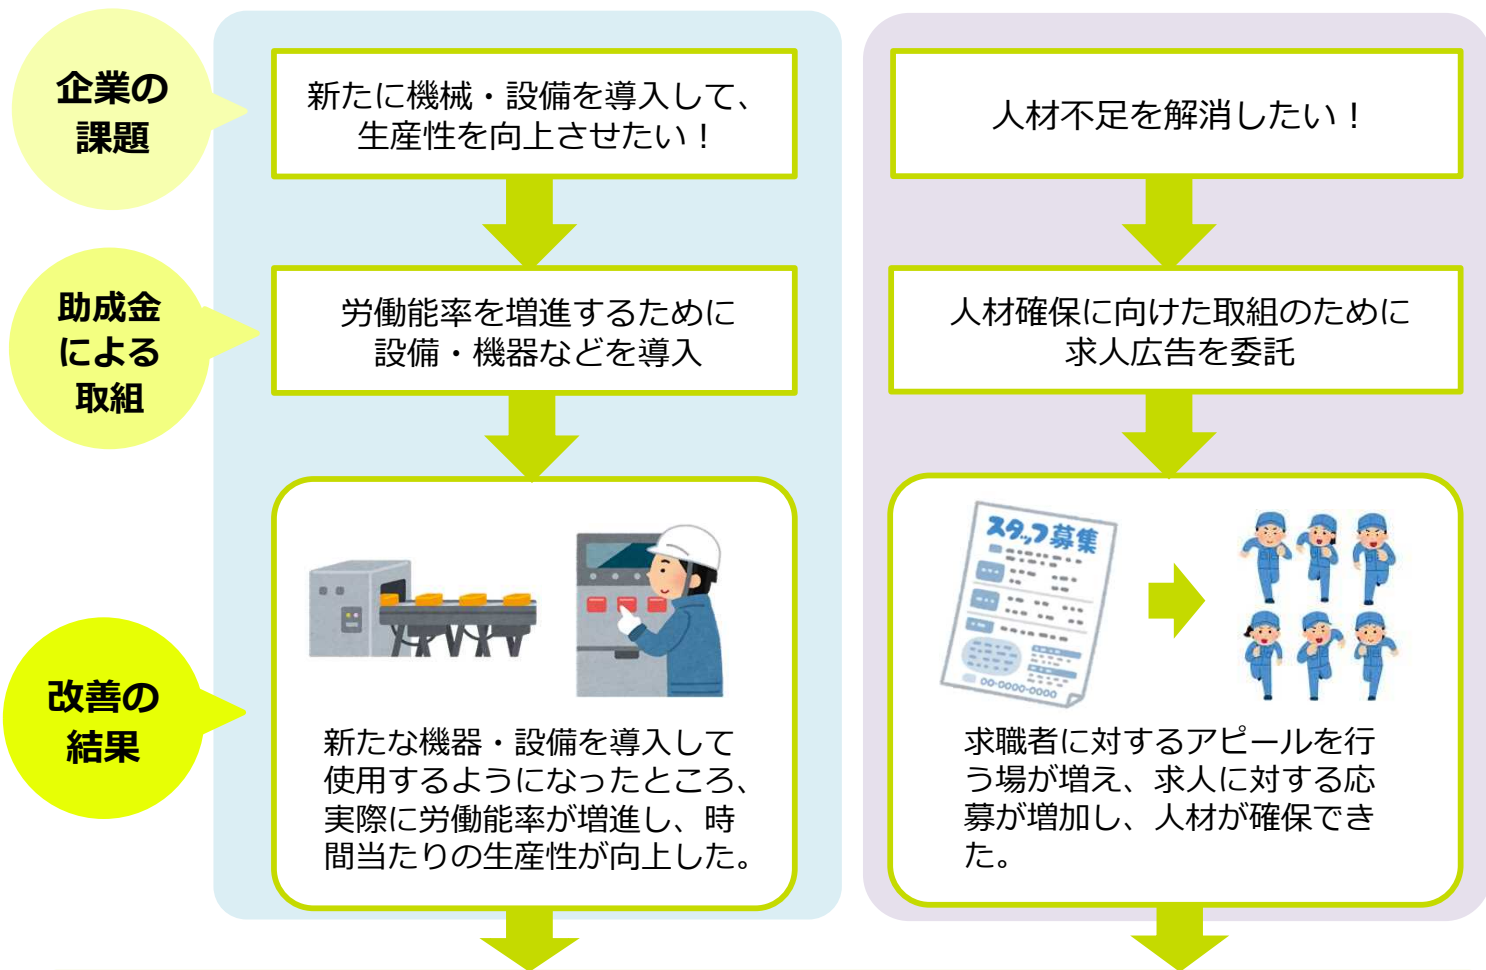 企業の
課題
新たに機械・設備を導入して、
生産性を向上させたい！
人材不足を解消したい！
助成金
による
取組
労働能率を増進するために
設備・機器などを導入
人材確保に向けた取組のために
求人広告を委託
改善の
結果
新たな機器・設備を導入して
使用するようになったところ、
実際に労働能率が増進し、時
間当たりの生産性が向上した。
スタッフ募集
00-0000-0000
求職者に対するアピールを行
う場が増え、求人に対する応
募が増加し、人材が確保でき
た。